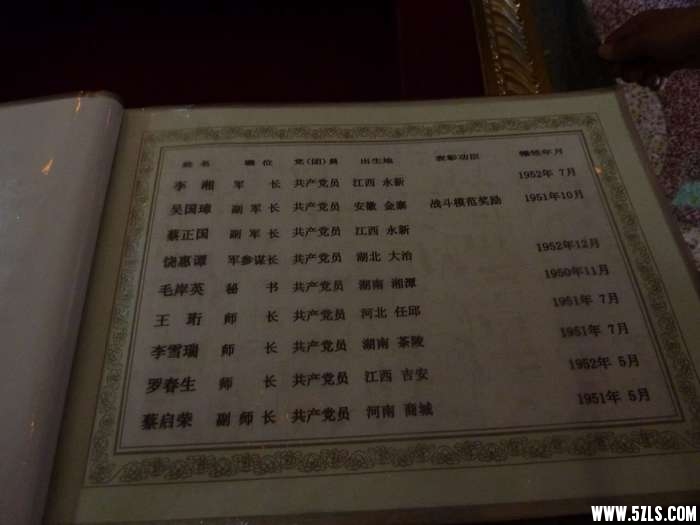 姓名 职位 党(团)员 出生地 表彰功臣 牺牲年月
李湘 军长 共产党员 江西 永新 1952年 7月
吴国璋 副军长 共产党员 安徽 金寨 战斗模范奖励 1951年10月
蔡正国 副军长 共产党员 江西 永新
饶惠谭 军参谋长 共产党员 湖北 大冶 1952年12月
毛岸英 秘书 共产党员 湖南 湘潭 1950年11月
王珩 师长 共产党员 河北 任邱 1951年 7月
李雪瑞 师长 共产党员 湖南 茶陵 1951年 7月
罗春生 师长 共产党员 江西 吉安 1952年 5月
蔡启荣 副师长 共产党员 河南 商城 1951年 5月
WWW.5ZLS.COM